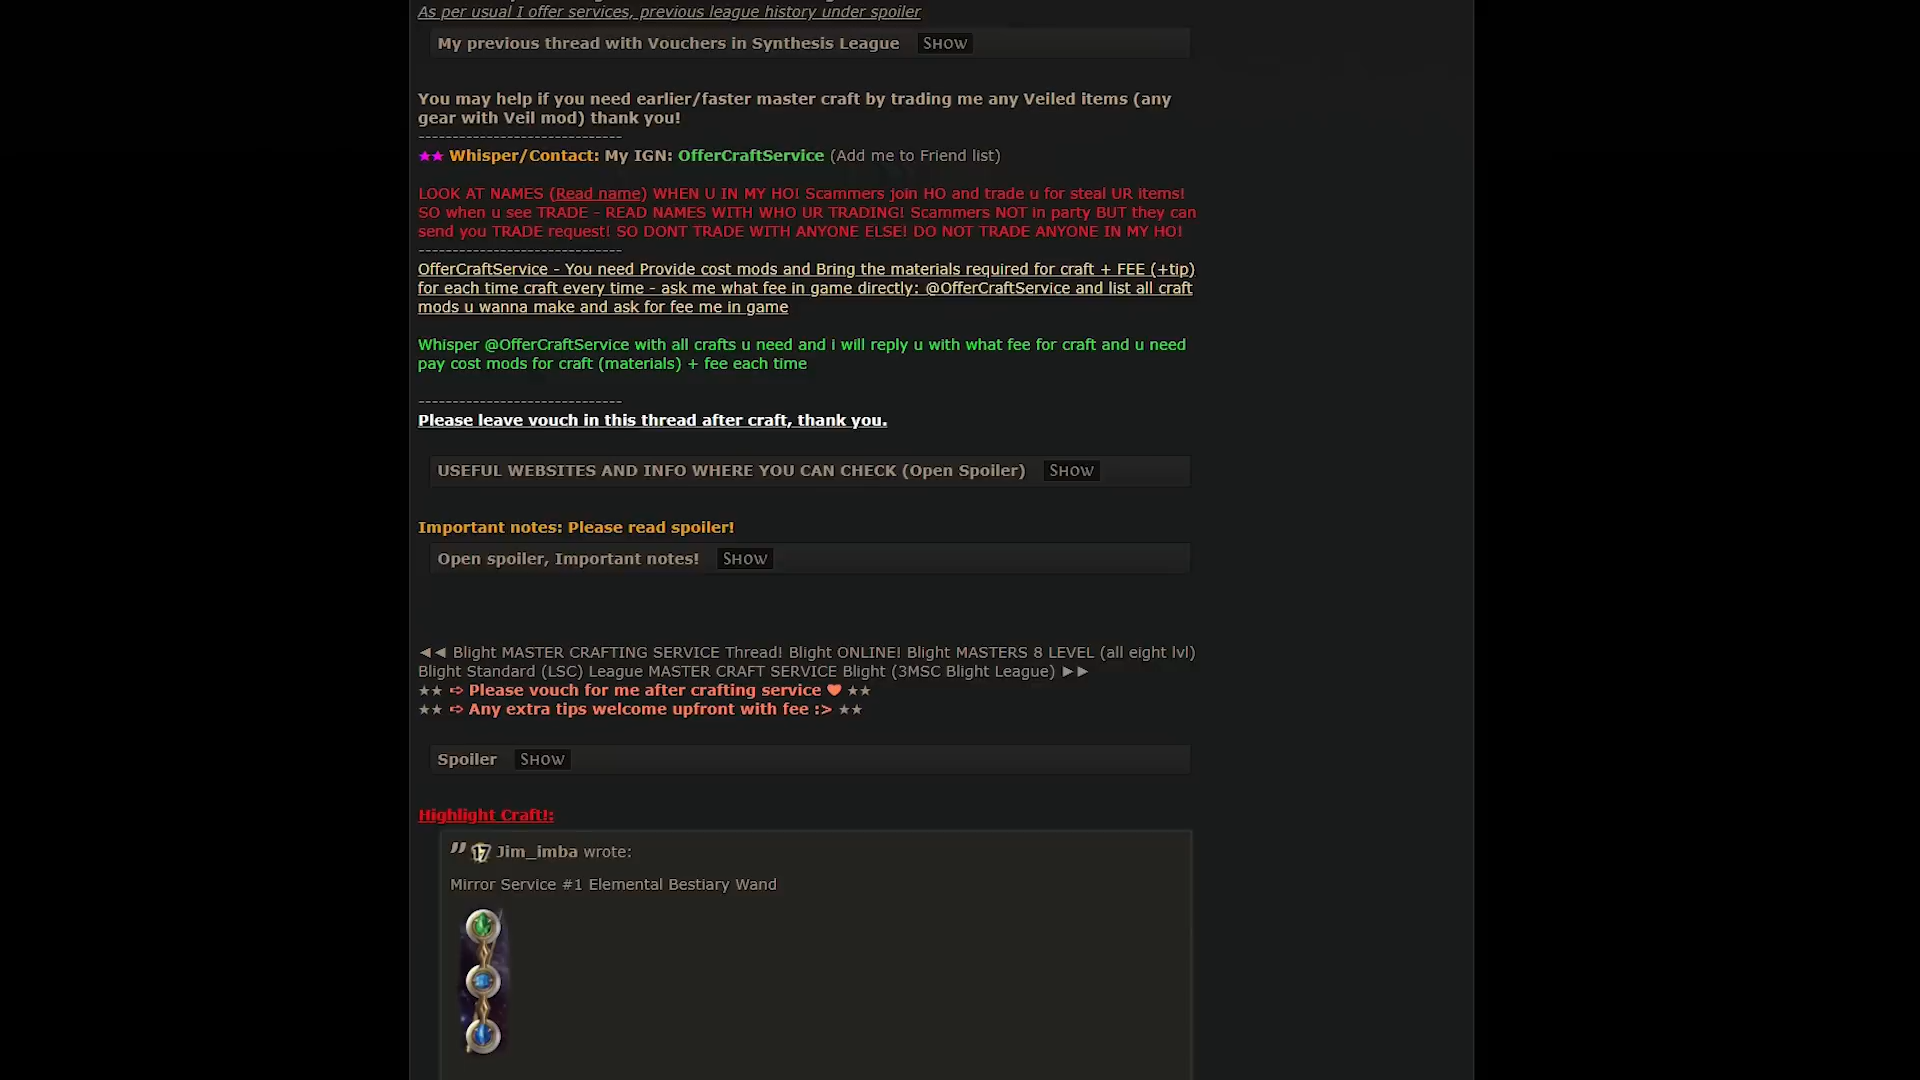 As per usual I offer services, previous league history under spoiler
My previous thread with Vouchers in Synthesis League SHOW
You may help if you need earlier/faster master craft by trading me any Veiled items (any
gear with Veil mod) thank you!
------------------------------
★★ Whisper/Contact: My IGN: OfferCraftService (Add me to Friend list)
LOOK AT NAMES (Read name) WHEN U IN MY HO! Scammers join HO and trade u for steal UR items!
SO when u see TRADE - READ NAMES WITH WHO UR TRADING! Scammers NOT in party BUT they can
send you TRADE request! SO DONT TRADE WITH ANYONE ELSE! DO NOT TRADE ANYONE IN MY HO!
------------------------------
OfferCraftService - You need Provide cost mods and Bring the materials required for craft + FEE (+tip)
for each time craft every time - ask me what fee in game directly: @OfferCraftService and list all craft
mods u wanna make and ask for fee me in game
Whisper @OfferCraftService with all crafts u need and i will reply u with what fee for craft and u need
pay cost mods for craft (materials) + fee each time
------------------------------
Please leave vouch in this thread after craft, thank you.
USEFUL WEBSITES AND INFO WHERE YOU CAN CHECK (Open Spoiler) SHOW
Important notes: Please read spoiler!
Open spoiler, Important notes! SHOW
◄◄ Blight MASTER CRAFTING SERVICE Thread! Blight ONLINE! Blight MASTERS 8 LEVEL (all eight lvl)
Blight Standard (LSC) League MASTER CRAFT SERVICE Blight (3MSC Blight League) ►►
★★ ➪ Please vouch for me after crafting service ♥ ★★
★★ ➪ Any extra tips welcome upfront with fee :> ★★
Spoiler SHOW
Highlight Craft!:
" 17 Jim_imba wrote:
Mirror Service #1 Elemental Bestiary Wand